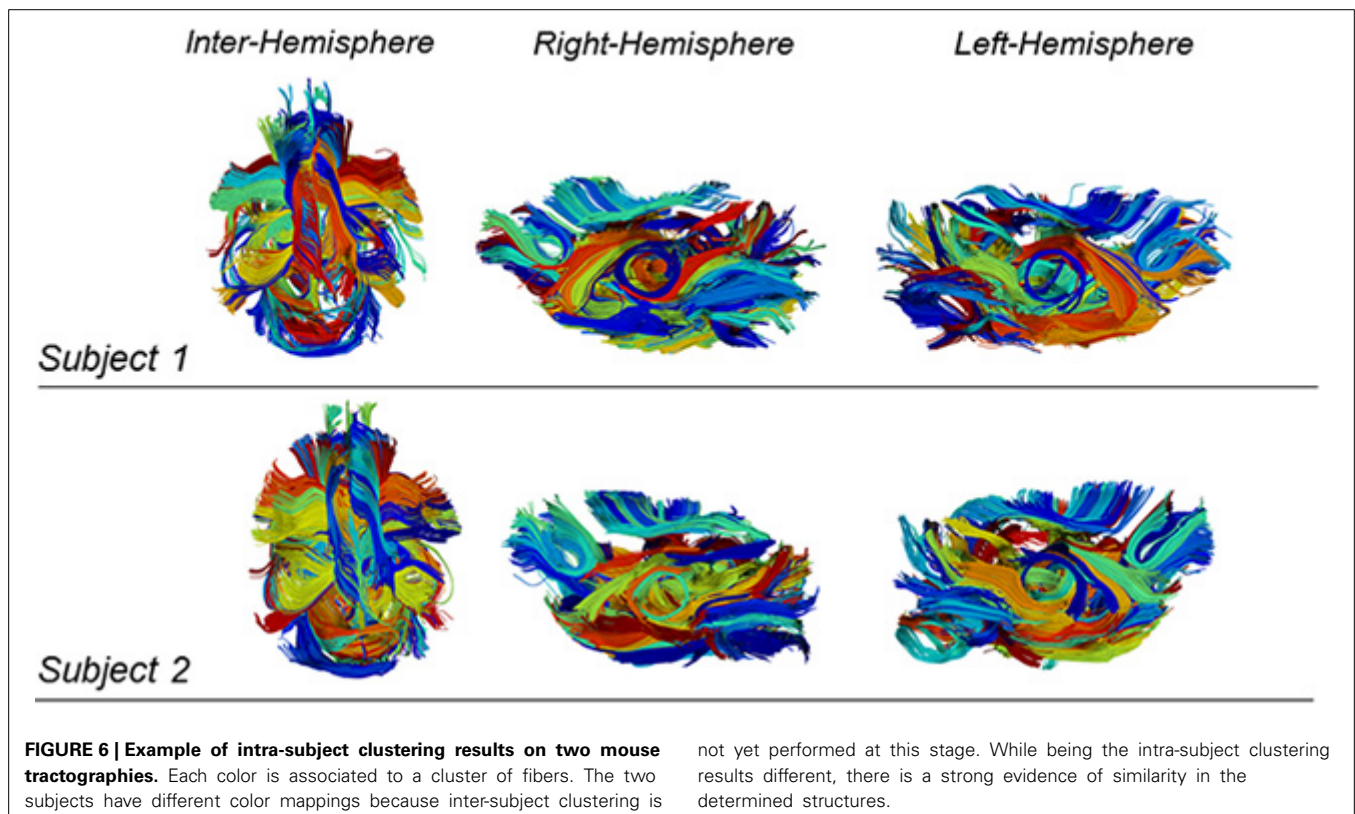 Inter-Hemisphere
Right-Hemisphere
Left-Hemisphere
Subject 1
Subject 2
FIGURE 6 | Example of intra-subject clustering results on two mouse
tractographies. Each color is associated to a cluster of fibers. The two
subjects have different color mappings because inter-subject clustering is
not yet performed at this stage. While being the intra-subject clustering
results different, there is a strong evidence of similarity in the
determined structures.